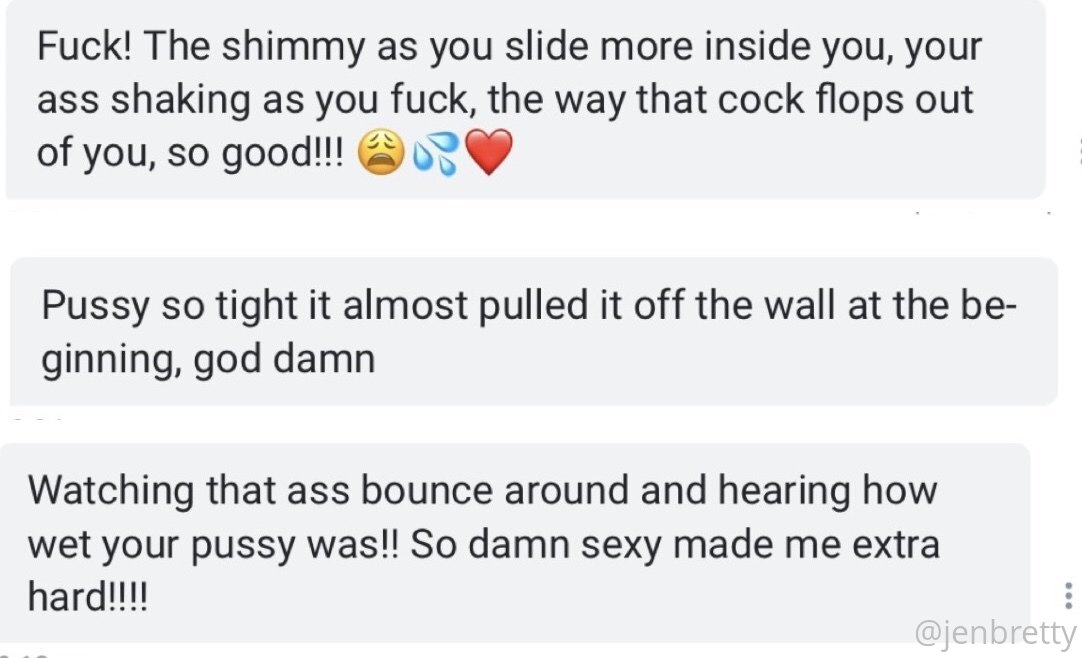 Fuck! The shimmy as you slide more inside you, your
ass shaking as you fuck, the way that cock flops out
of you, so good!!! 😩💦❤️
Pussy so tight it almost pulled it off the wall at the be-
ginning, god damn
Watching that ass bounce around and hearing how
wet your pussy was!! So damn sexy made me extra
hard!!!!
@jenbretty